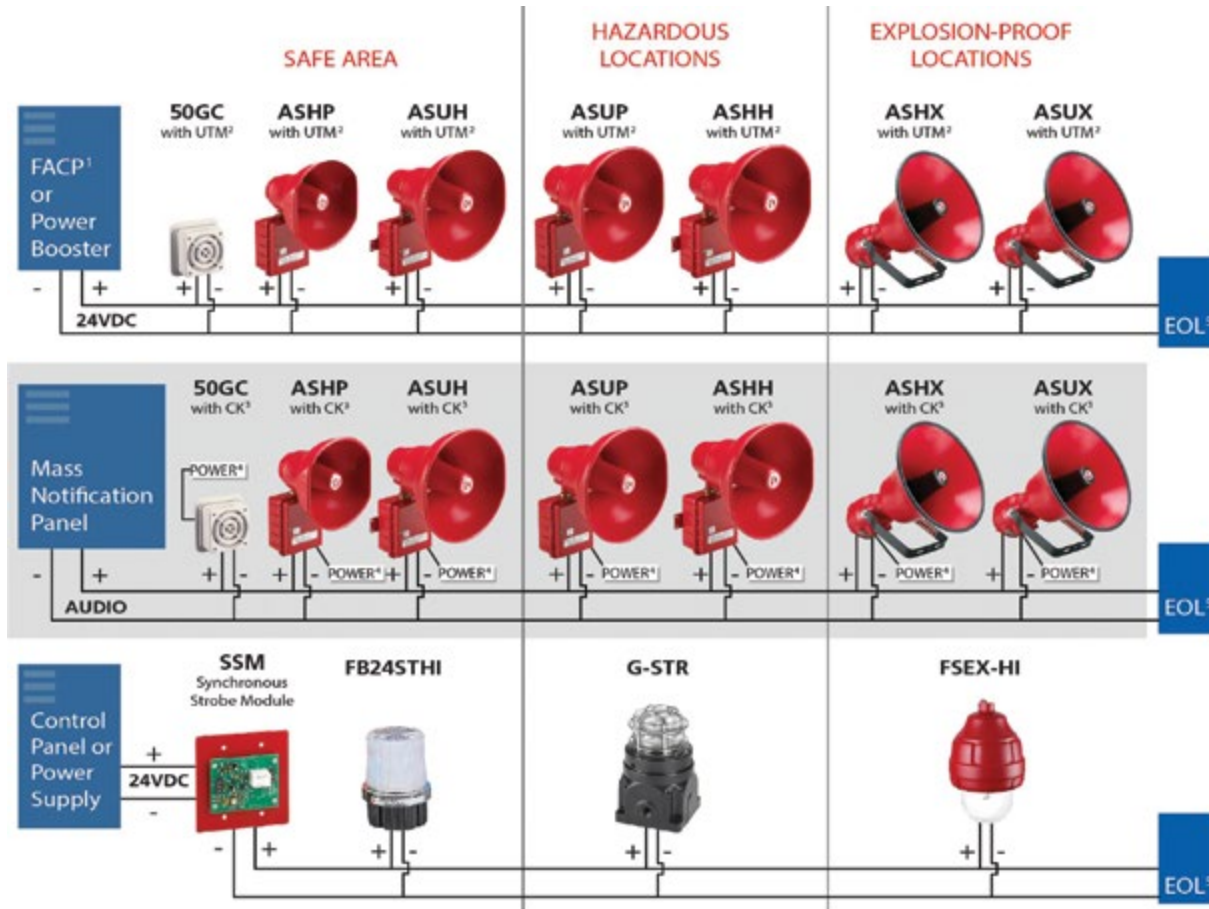 SAFE AREA
HAZARDOUS
LOCATIONS
EXPLOSION-PROOF
LOCATIONS
FACP¹
or
Power
Booster
50GC
with UTM²
ASHP
with UTM²
ASUH
with UTM²
ASUP
with UTM²
ASHH
with UTM²
ASHX
with UTM²
ASUX
with UTM²
- + + - + - + - + - + - + - + -
24VDC
EOL⁵
Mass
Notification
Panel
50GC
with CK³
ASHP
with CK³
ASUH
with CK³
ASUP
with CK³
ASHH
with CK³
ASHX
with CK³
ASUX
with CK³
POWER⁴
POWER⁴
POWER⁴
POWER⁴
POWER⁴
POWER⁴
POWER⁴
- + + - + - + - + - + - + - + -
AUDIO
EOL⁵
Control
Panel or
Power
Supply
+
24VDC
-
SSM
Synchronous
Strobe Module
FB24STHI
G-STR
FSEX-HI
- + + - + - + -
EOL⁵